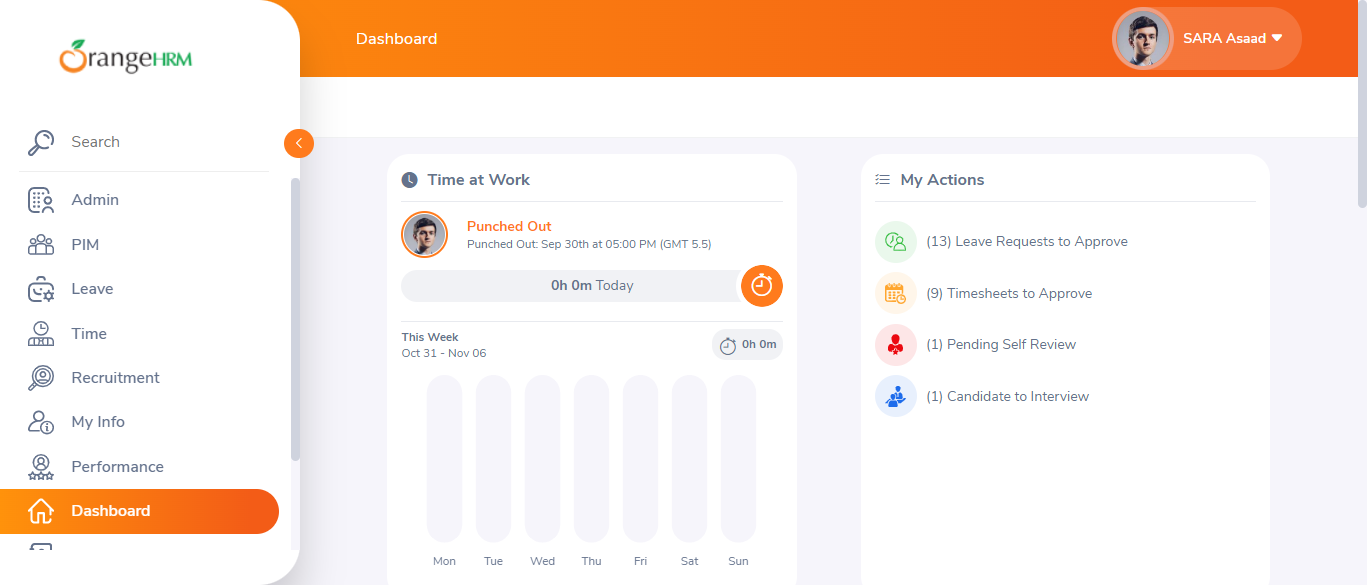 OrangeHRM
Dashboard
SARA Asaad
Search
Admin
PIM
Leave
Time
Recruitment
My Info
Performance
Dashboard
Time at Work
Punched Out
Punched Out: Sep 30th at 05:00 PM (GMT 5.5)
0h 0m Today
This Week
Oct 31 - Nov 06
0h 0m
Mon Tue Wed Thu Fri Sat Sun
My Actions
(13) Leave Requests to Approve
(9) Timesheets to Approve
(1) Pending Self Review
(1) Candidate to Interview